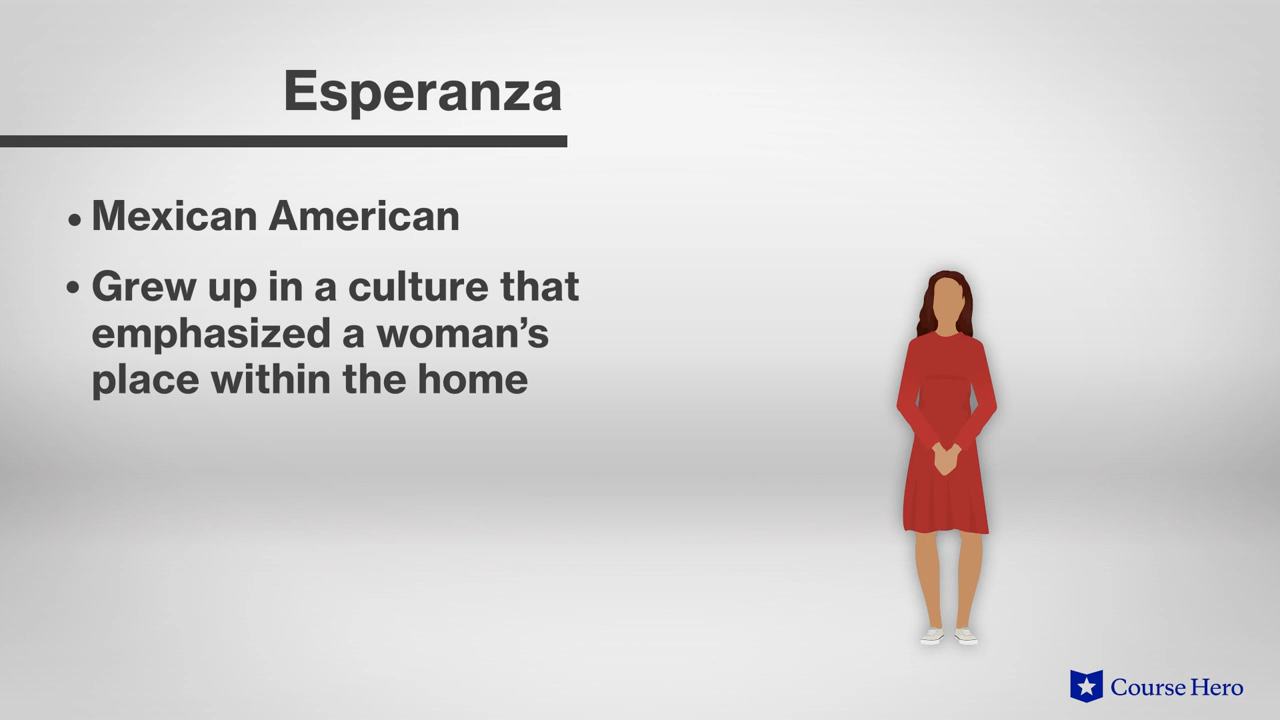 Esperanza
• Mexican American
• Grew up in a culture that
emphasized a woman’s
place within the home
Course Hero